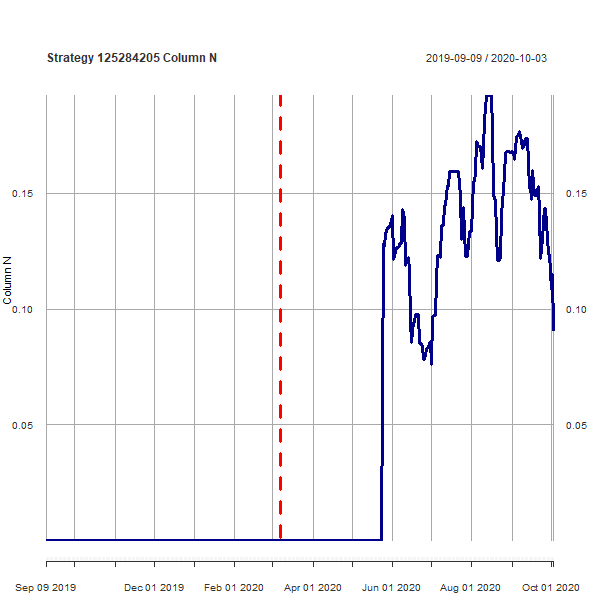 Strategy 125284205 Column N 2019-09-09 / 2020-10-03
0.15 0.15
0.10 0.10
0.05 0.05
Column N
Sep 09 2019 Dec 01 2019 Feb 01 2020 Apr 01 2020 Jun 01 2020 Aug 01 2020 Oct 01 2020